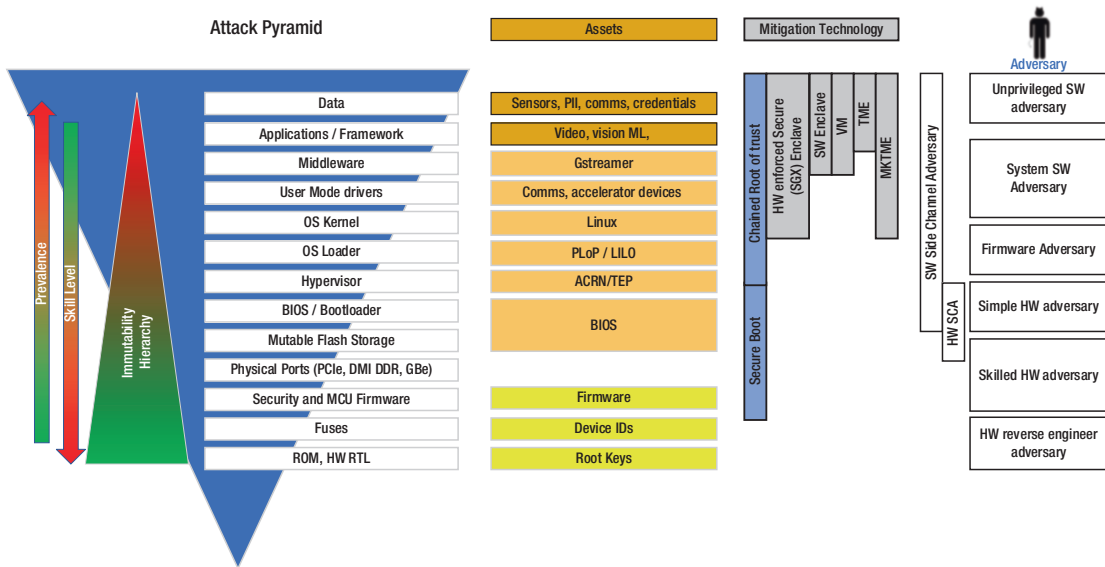 Attack Pyramid
Assets
Mitigation Technology
Adversary
Prevalence
Skill Level
Immutability
Hierarchy
Data
Applications / Framework
Middleware
User Mode drivers
OS Kernel
OS Loader
Hypervisor
BIOS / Bootloader
Mutable Flash Storage
Physical Ports (PCIe, DMI DDR, GBe)
Security and MCU Firmware
Fuses
ROM, HW RTL
Sensors, PII, comms, credentials
Video, vision ML,
Gstreamer
Comms, accelerator devices
Linux
PLoP / LILO
ACRN/TEP
BIOS
Firmware
Device IDs
Root Keys
Chained Root of trust
Secure Boot
HW enforced Secure
(SGX) Enclave
SW Enclave
VM
TME
MKTME
SW Side Channel Adversary
HW SCA
Unprivileged SW
adversary
System SW
Adversary
Firmware Adversary
Simple HW adversary
Skilled HW adversary
HW reverse engineer
adversary